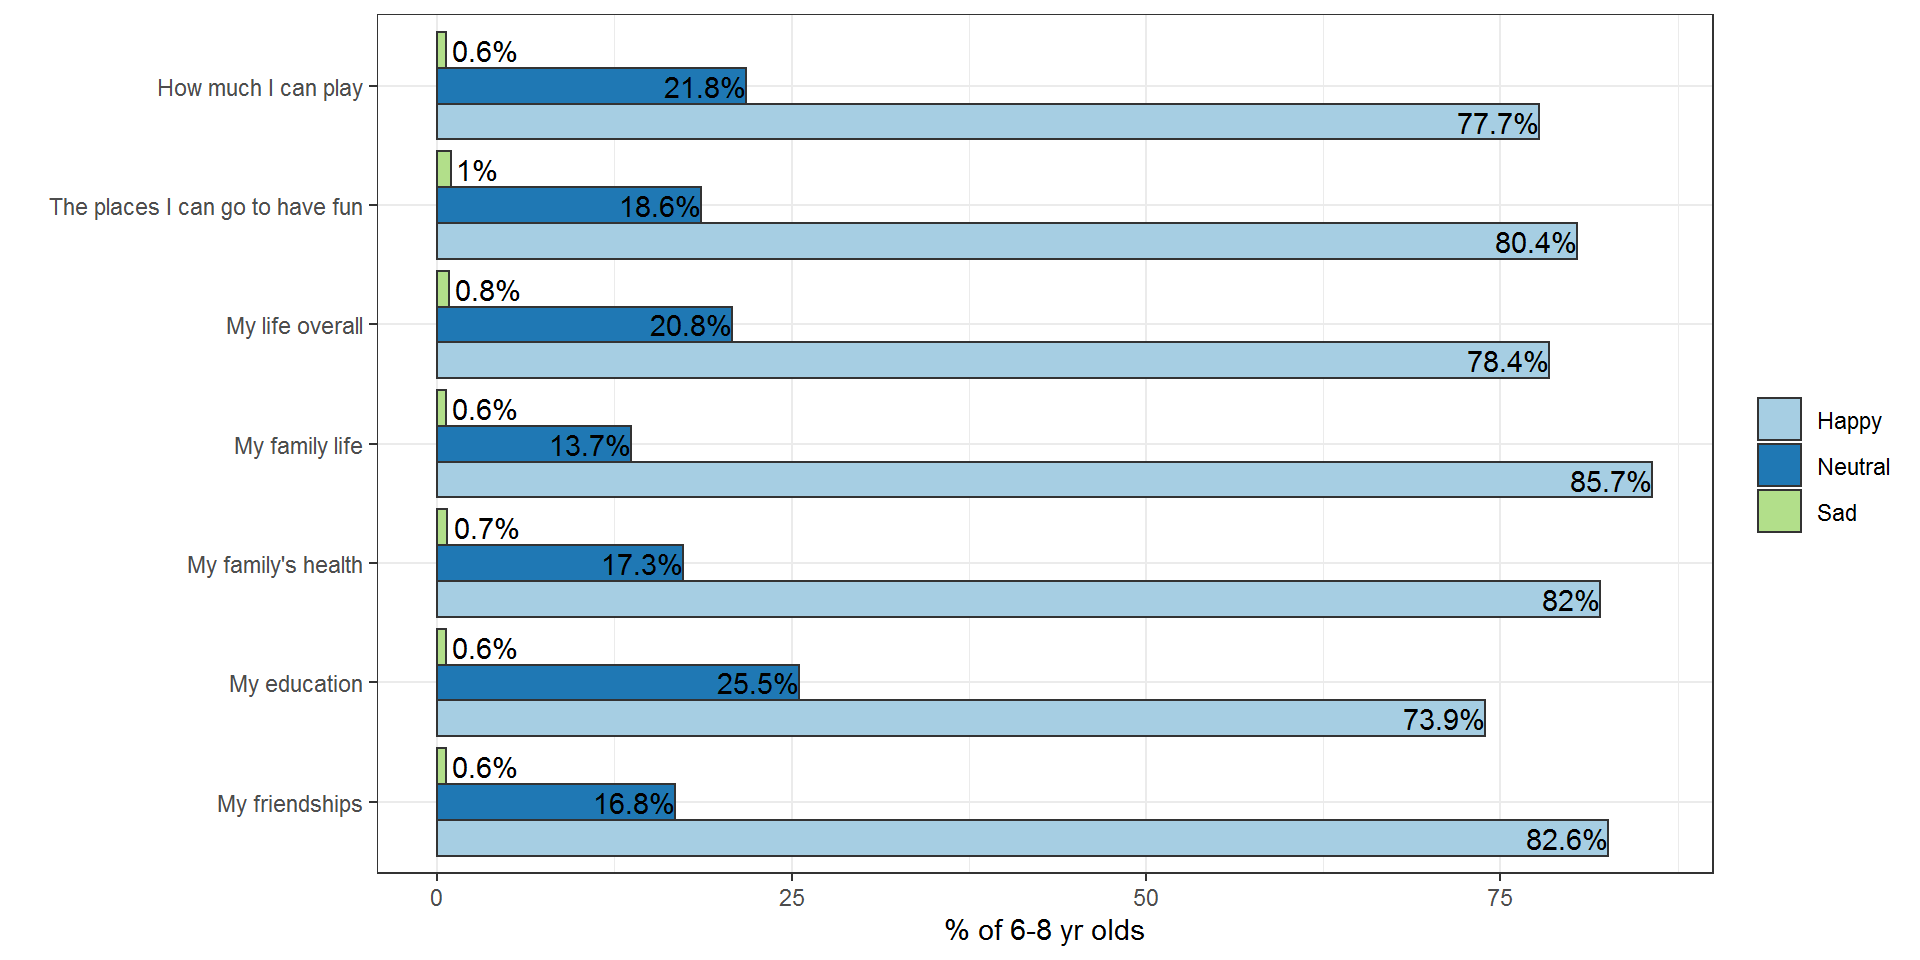 How much I can play
0.6%
21.8%
77.7%
The places I can go to have fun
1%
18.6%
80.4%
My life overall
0.8%
20.8%
78.4%
My family life
0.6%
13.7%
85.7%
My family's health
0.7%
17.3%
82%
My education
0.6%
25.5%
73.9%
My friendships
0.6%
16.8%
82.6%
0 25 50 75
% of 6-8 yr olds
Happy
Neutral
Sad